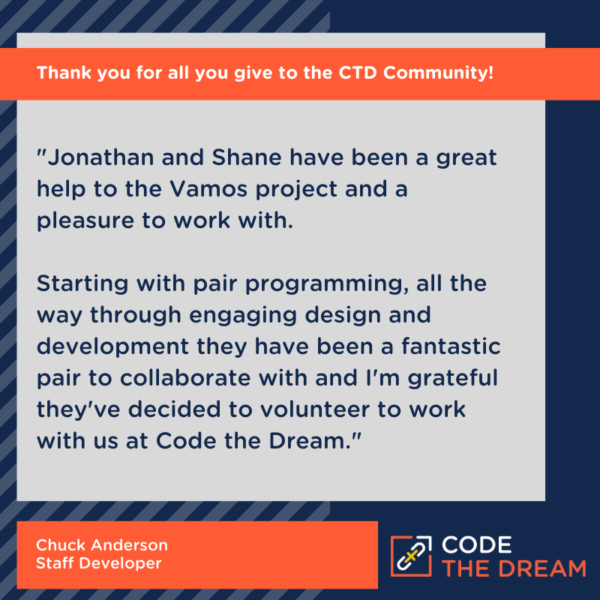 Thank you for all you give to the CTD Community!
"Jonathan and Shane have been a great
help to the Vamos project and a
pleasure to work with.
Starting with pair programming, all the
way through engaging design and
development they have been a fantastic
pair to collaborate with and I'm grateful
they've decided to volunteer to work
with us at Code the Dream."
Chuck Anderson
Staff Developer
CODE
THE DREAM